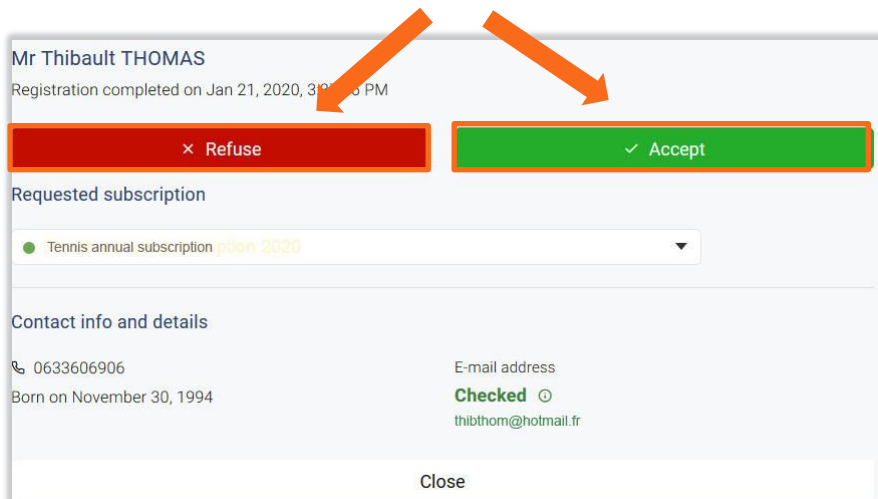 Mr Thibault THOMAS
Registration completed on Jan 21, 2020, PM
× Refuse
✓ Accept
Requested subscription
Tennis annual subscription 2020
Contact info and details
0633606906
E-mail address
Born on November 30, 1994
Checked
thibthom@hotmail.fr
Close